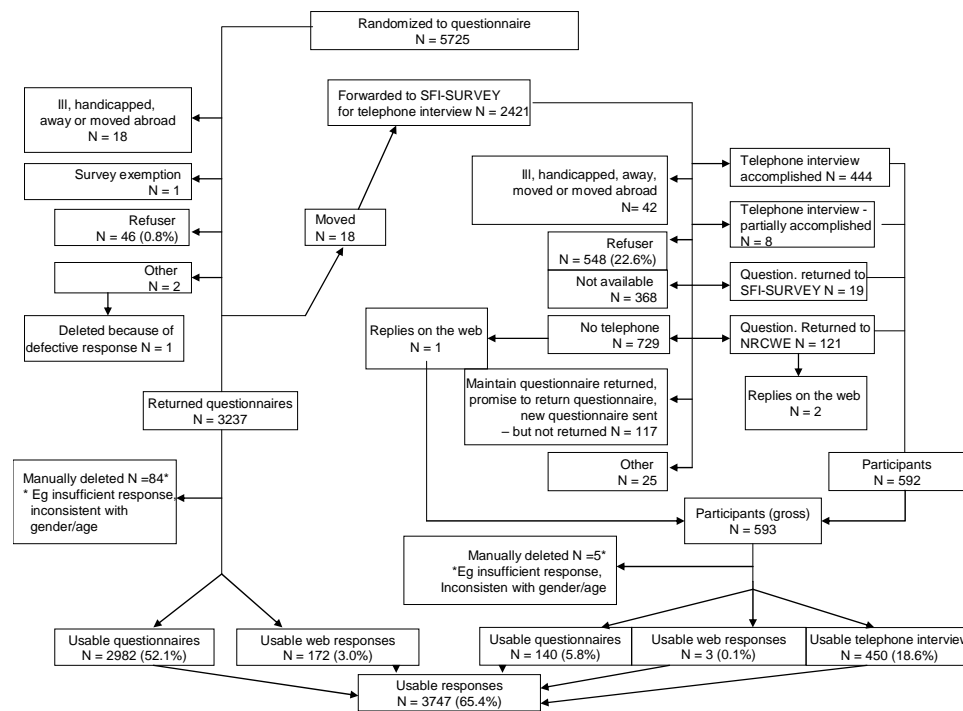 Randomized to questionnaire
N = 5725
Ill, handicapped,
away or moved abroad
N = 18
Survey exemption
N = 1
Refuser
N = 46 (0.8%)
Other
N = 2
Deleted because of
defective response N = 1
Moved
N = 18
Forwarded to SFI-SURVEY
for telephone interview N = 2421
Ill, handicapped, away,
moved or moved abroad
N= 42
Refuser
N = 548 (22.6%)
Not available
N = 368
No telephone
N = 729
Replies on the web
N = 1
Maintain questionnaire returned,
promise to return questionnaire,
new questionnaire sent
– but not returned N = 117
Other
N = 25
Telephone interview
accomplished N = 444
Telephone interview -
partially accomplished
N = 8
Question. returned to
SFI-SURVEY N = 19
Question. Returned to
NRCWE N = 121
Replies on the web
N = 2
Participants
N = 592
Participants (gross)
N = 593
Returned questionnaires
N = 3237
Manually deleted N =84*
* Eg insufficient response,
inconsistent with
gender/age
Manually deleted N =5*
*Eg insufficient response,
Inconsisten with gender/age
Usable questionnaires
N = 2982 (52.1%)
Usable web responses
N = 172 (3.0%)
Usable questionnaires
N = 140 (5.8%)
Usable web responses
N = 3 (0.1%)
Usable telephone interview
N = 450 (18.6%)
Usable responses
N = 3747 (65.4%)